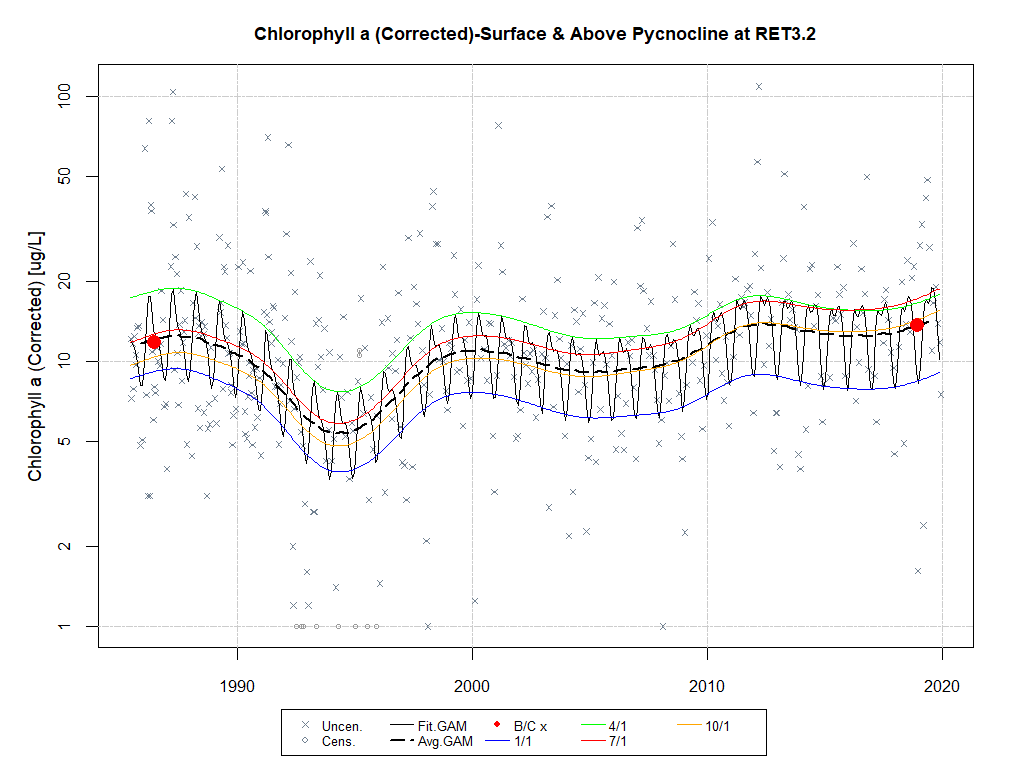 Chlorophyll a (Corrected)-Surface & Above Pycnocline at RET3.2
Chlorophyll a (Corrected) [ug/L]
100
50
20
10
5
2
1
1990 2000 2010 2020
Uncen. Fit.GAM B/C x 4/1 10/1
Cens. Avg.GAM 1/1 7/1